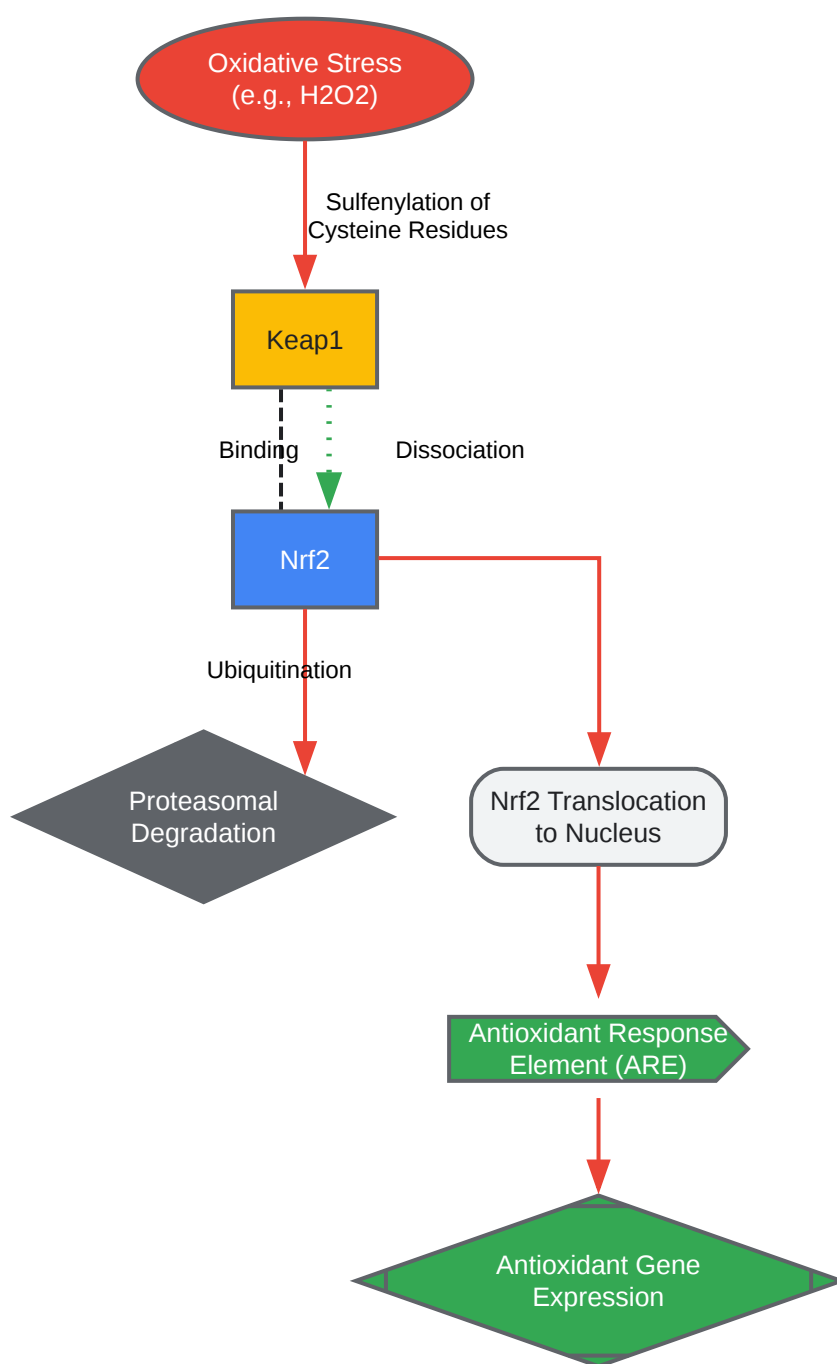 Oxidative Stress
(e.g., H2O2)
Sulfenylation of
Cysteine Residues
Keap1
Binding
Dissociation
Nrf2
Ubiquitination
Proteasomal
Degradation
Nrf2 Translocation
to Nucleus
Antioxidant Response
Element (ARE)
Antioxidant Gene
Expression